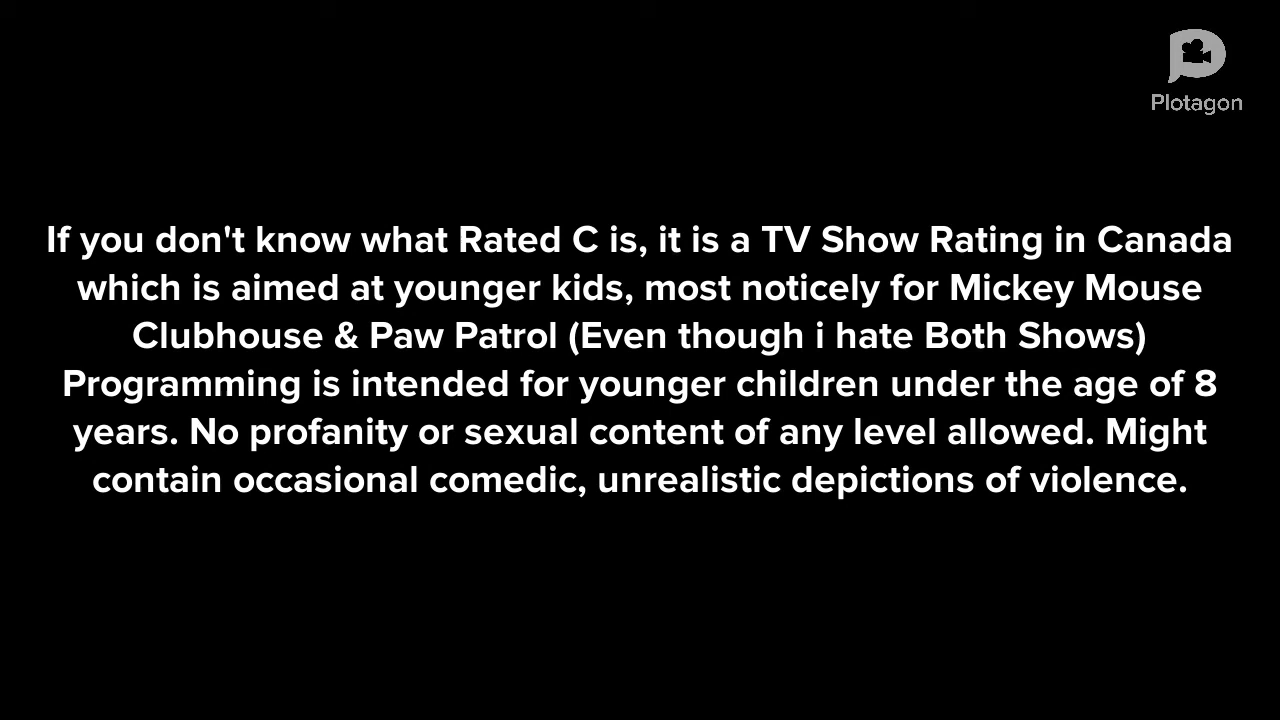 Plotagon
If you don't know what Rated C is, it is a TV Show Rating in Canada
which is aimed at younger kids, most noticely for Mickey Mouse
Clubhouse & Paw Patrol (Even though i hate Both Shows)
Programming is intended for younger children under the age of 8
years. No profanity or sexual content of any level allowed. Might
contain occasional comedic, unrealistic depictions of violence.